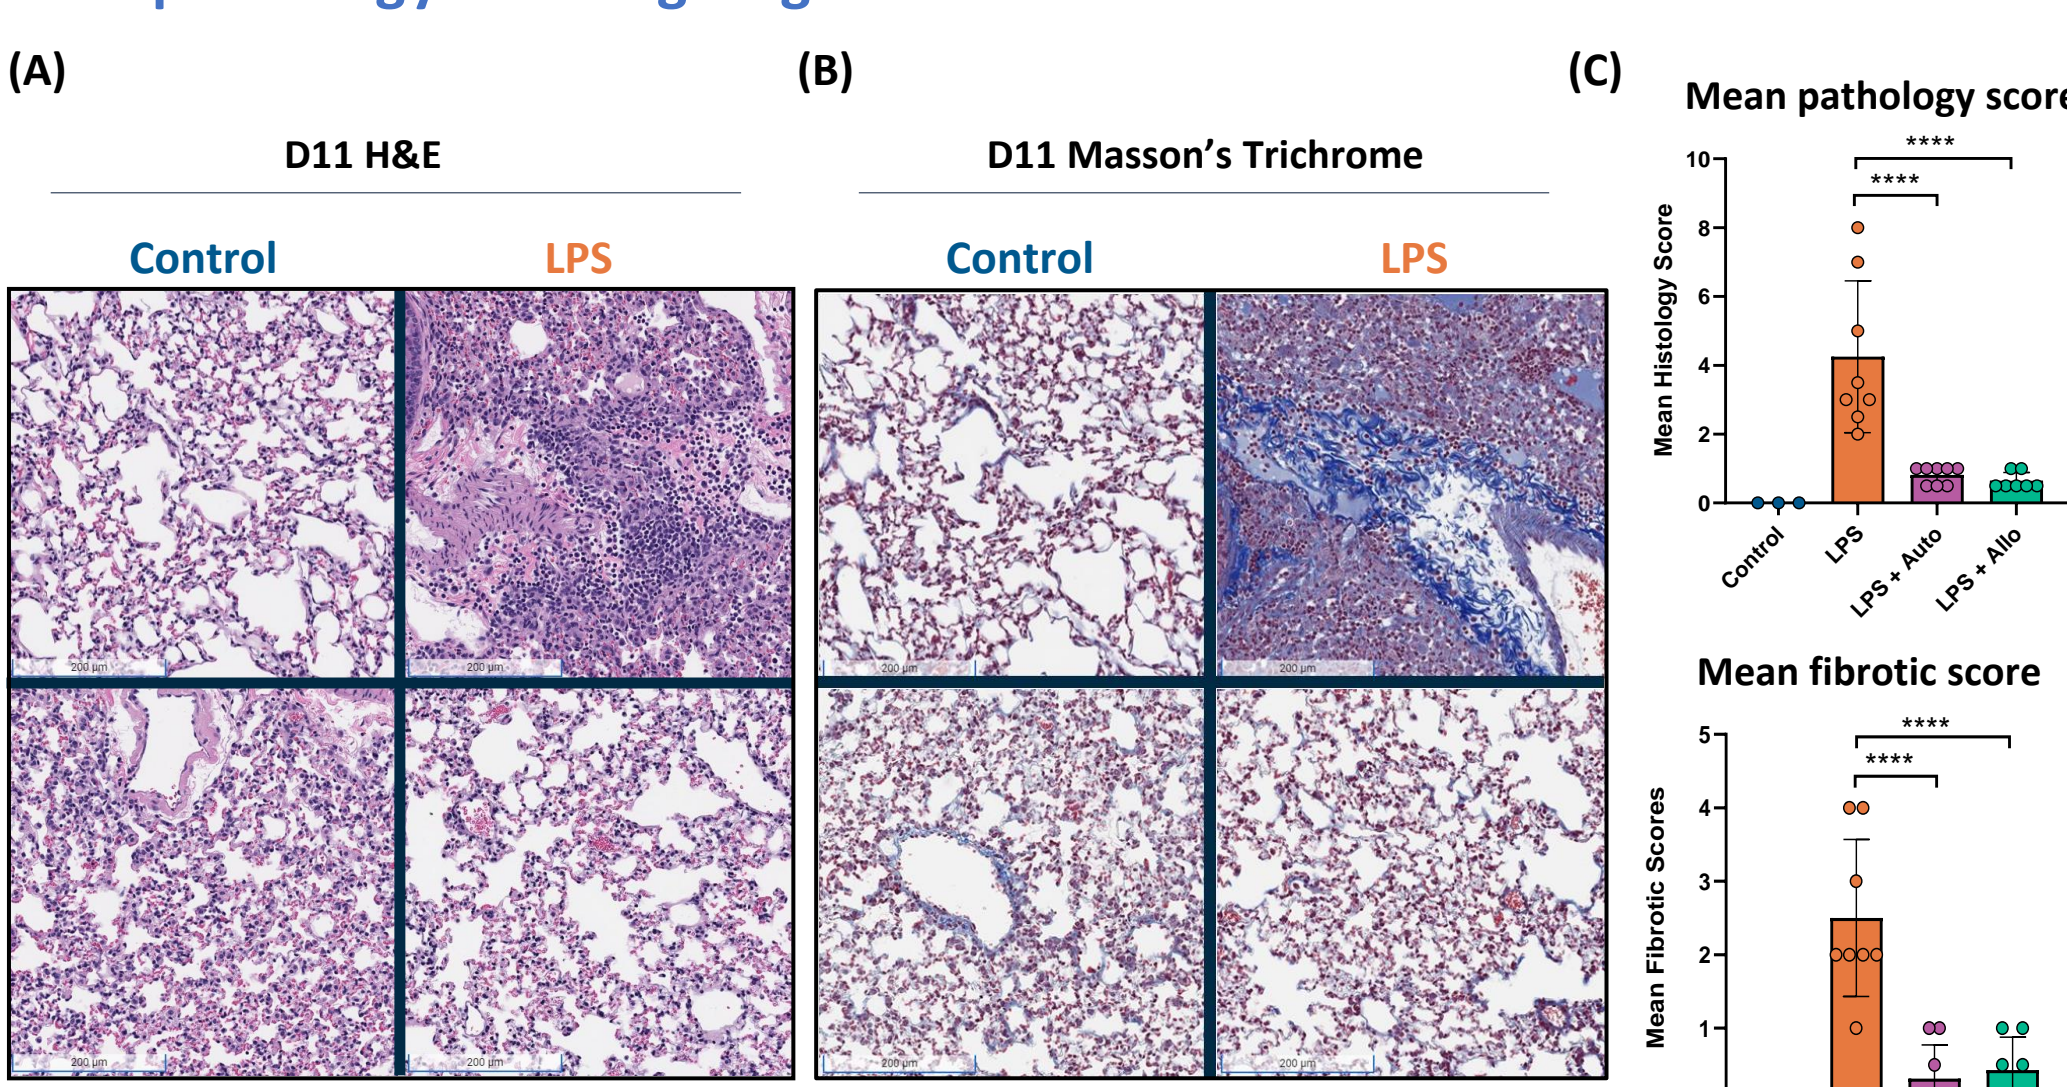 (A)
D11 H&E
Control
LPS
200 µm
200 µm
200 µm
200 µm
(B)
D11 Masson’s Trichrome
Control
LPS
200 µm
200 µm
200 µm
200 µm
(C)
Mean pathology score
****
****
Mean Histology Score
10
8
6
4
2
0
Control
LPS
LPS + Auto
LPS + Allo
Mean fibrotic score
****
****
Mean Fibrotic Scores
5
4
3
2
1